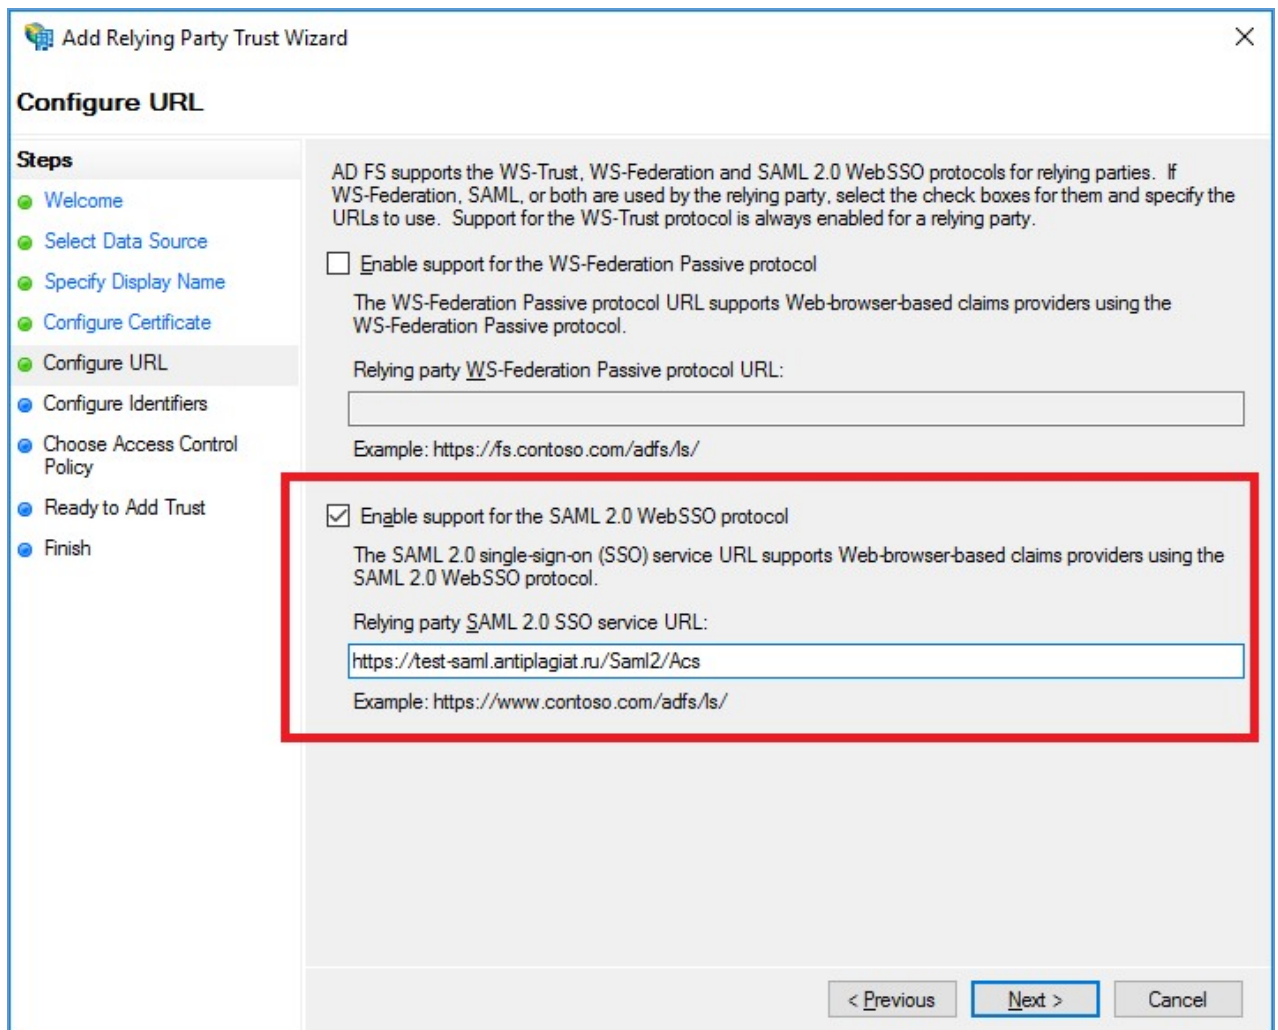 Add Relying Party Trust Wizard
Configure URL
Steps
Welcome
Select Data Source
Specify Display Name
Configure Certificate
Configure URL
Configure Identifiers
Choose Access Control
Policy
Ready to Add Trust
Finish
AD FS supports the WS-Trust, WS-Federation and SAML 2.0 WebSSO protocols for relying parties. If
WS-Federation, SAML, or both are used by the relying party, select the check boxes for them and specify the
URLs to use. Support for the WS-Trust protocol is always enabled for a relying party.
Enable support for the WS-Federation Passive protocol
The WS-Federation Passive protocol URL supports Web-browser-based claims providers using the
WS-Federation Passive protocol.
Relying party WS-Federation Passive protocol URL:
Example: https://fs.contoso.com/adfs/ls/
Enable support for the SAML 2.0 WebSSO protocol
The SAML 2.0 single-sign-on (SSO) service URL supports Web-browser-based claims providers using the
SAML 2.0 WebSSO protocol.
Relying party SAML 2.0 SSO service URL:
https://test-saml.antiplagiat.ru/Saml2/Acs
Example: https://www.contoso.com/adfs/ls/
< Previous
Next >
Cancel